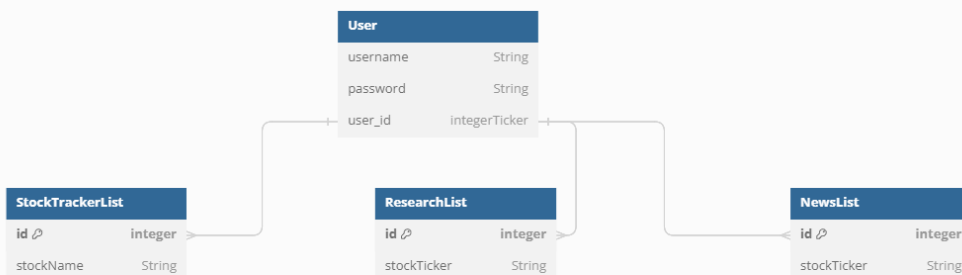 User
username String
password String
user_id integerTicker
StockTrackerList
id integer
stockName String
ResearchList
id integer
stockTicker String
NewsList
id integer
stockTicker String